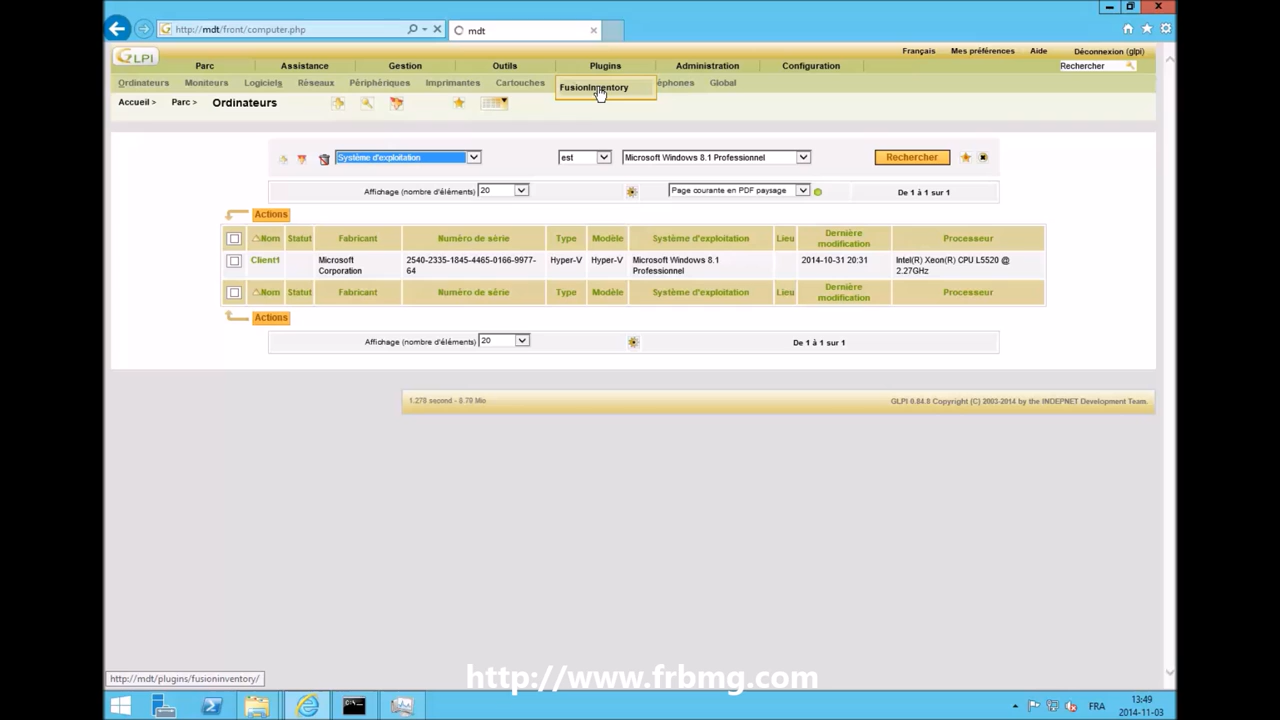 http://mdt/front/computer.php
mdt
GLPI
Français Mes préférences Aide Déconnexion (glpi)
Parc Assistance Gestion Outils Plugins Administration Configuration
Rechercher
Ordinateurs Moniteurs Logiciels Réseaux Périphériques Imprimantes Cartouches FusionInventory éphones Global
Accueil > Parc > Ordinateurs
Système d'exploitation est Microsoft Windows 8.1 Professionnel Rechercher
Affichage (nombre d'éléments) 20 Page courante en PDF paysage De 1 à 1 sur 1
Actions
Nom Statut Fabricant Numéro de série Type Modèle Système d'exploitation Lieu Dernière modification Processeur
Client1 Microsoft Corporation 2540-2335-1845-4465-0166-9977-64 Hyper-V Hyper-V Microsoft Windows 8.1 Professionnel 2014-10-31 20:31 Intel(R) Xeon(R) CPU L5520 @ 2.27GHz
Nom Statut Fabricant Numéro de série Type Modèle Système d'exploitation Lieu Dernière modification Processeur
Actions
Affichage (nombre d'éléments) 20 De 1 à 1 sur 1
1.278 second - 8.79 Mio GLPI 0.84.8 Copyright (C) 2003-2014 by the INDEPNET Development Team.
http://mdt/plugins/fusioninventory/
http://www.frbmg.com
FRA
13:49
2014-11-03